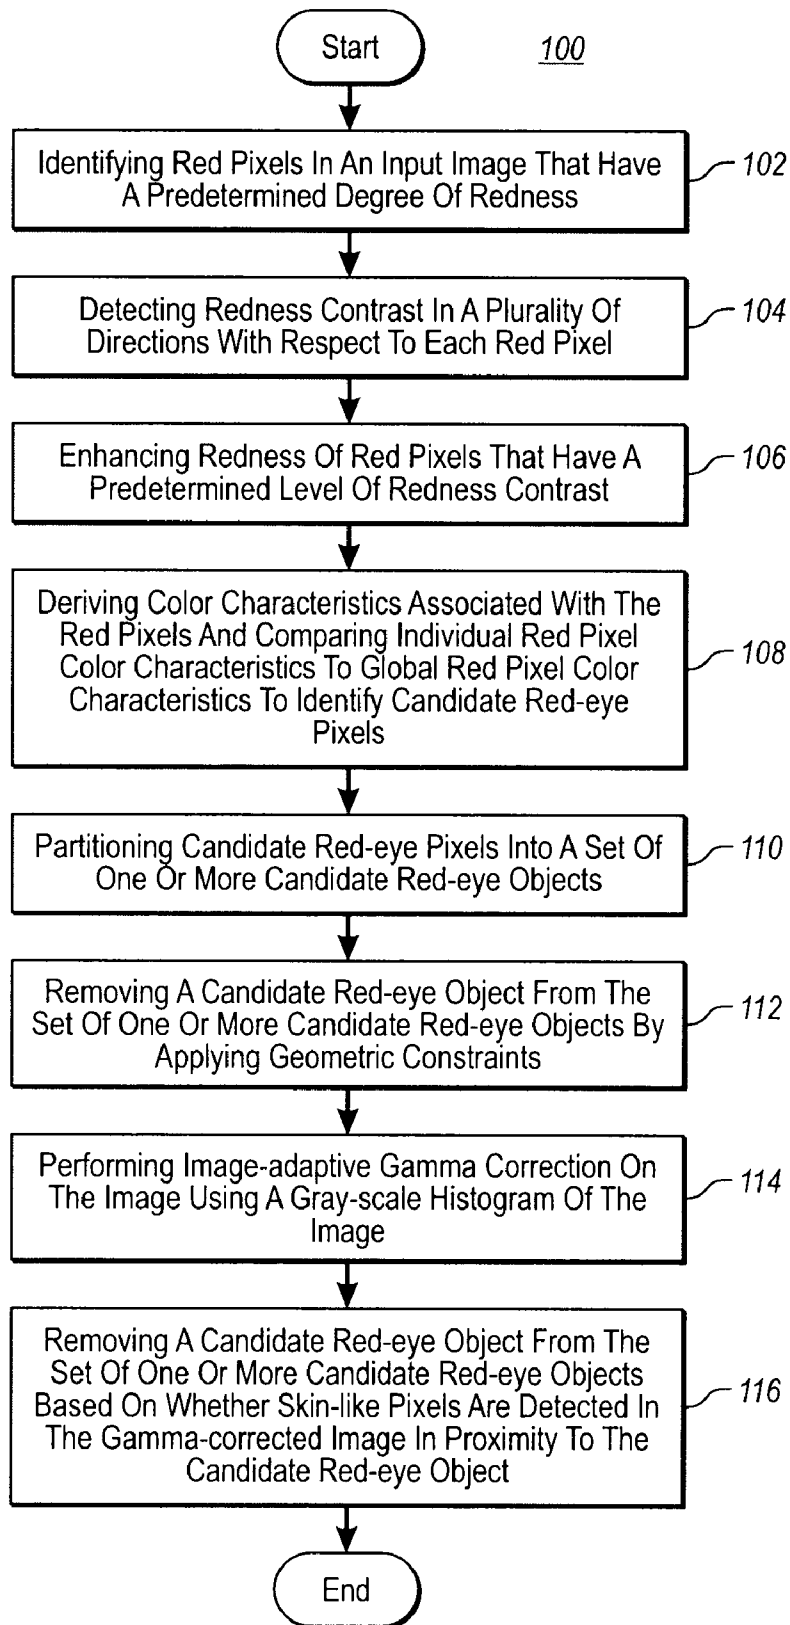 Start
100
Identifying Red Pixels In An Input Image That Have
A Predetermined Degree Of Redness
102
Detecting Redness Contrast In A Plurality Of
Directions With Respect To Each Red Pixel
104
Enhancing Redness Of Red Pixels That Have A
Predetermined Level Of Redness Contrast
106
Deriving Color Characteristics Associated With The
Red Pixels And Comparing Individual Red Pixel
Color Characteristics To Global Red Pixel Color
Characteristics To Identify Candidate Red-eye
Pixels
108
Partitioning Candidate Red-eye Pixels Into A Set Of
One Or More Candidate Red-eye Objects
110
Removing A Candidate Red-eye Object From The
Set Of One Or More Candidate Red-eye Objects By
Applying Geometric Constraints
112
Performing Image-adaptive Gamma Correction On
The Image Using A Gray-scale Histogram Of The
Image
114
Removing A Candidate Red-eye Object From The
Set Of One Or More Candidate Red-eye Objects
Based On Whether Skin-like Pixels Are Detected In
The Gamma-corrected Image In Proximity To The
Candidate Red-eye Object
116
End